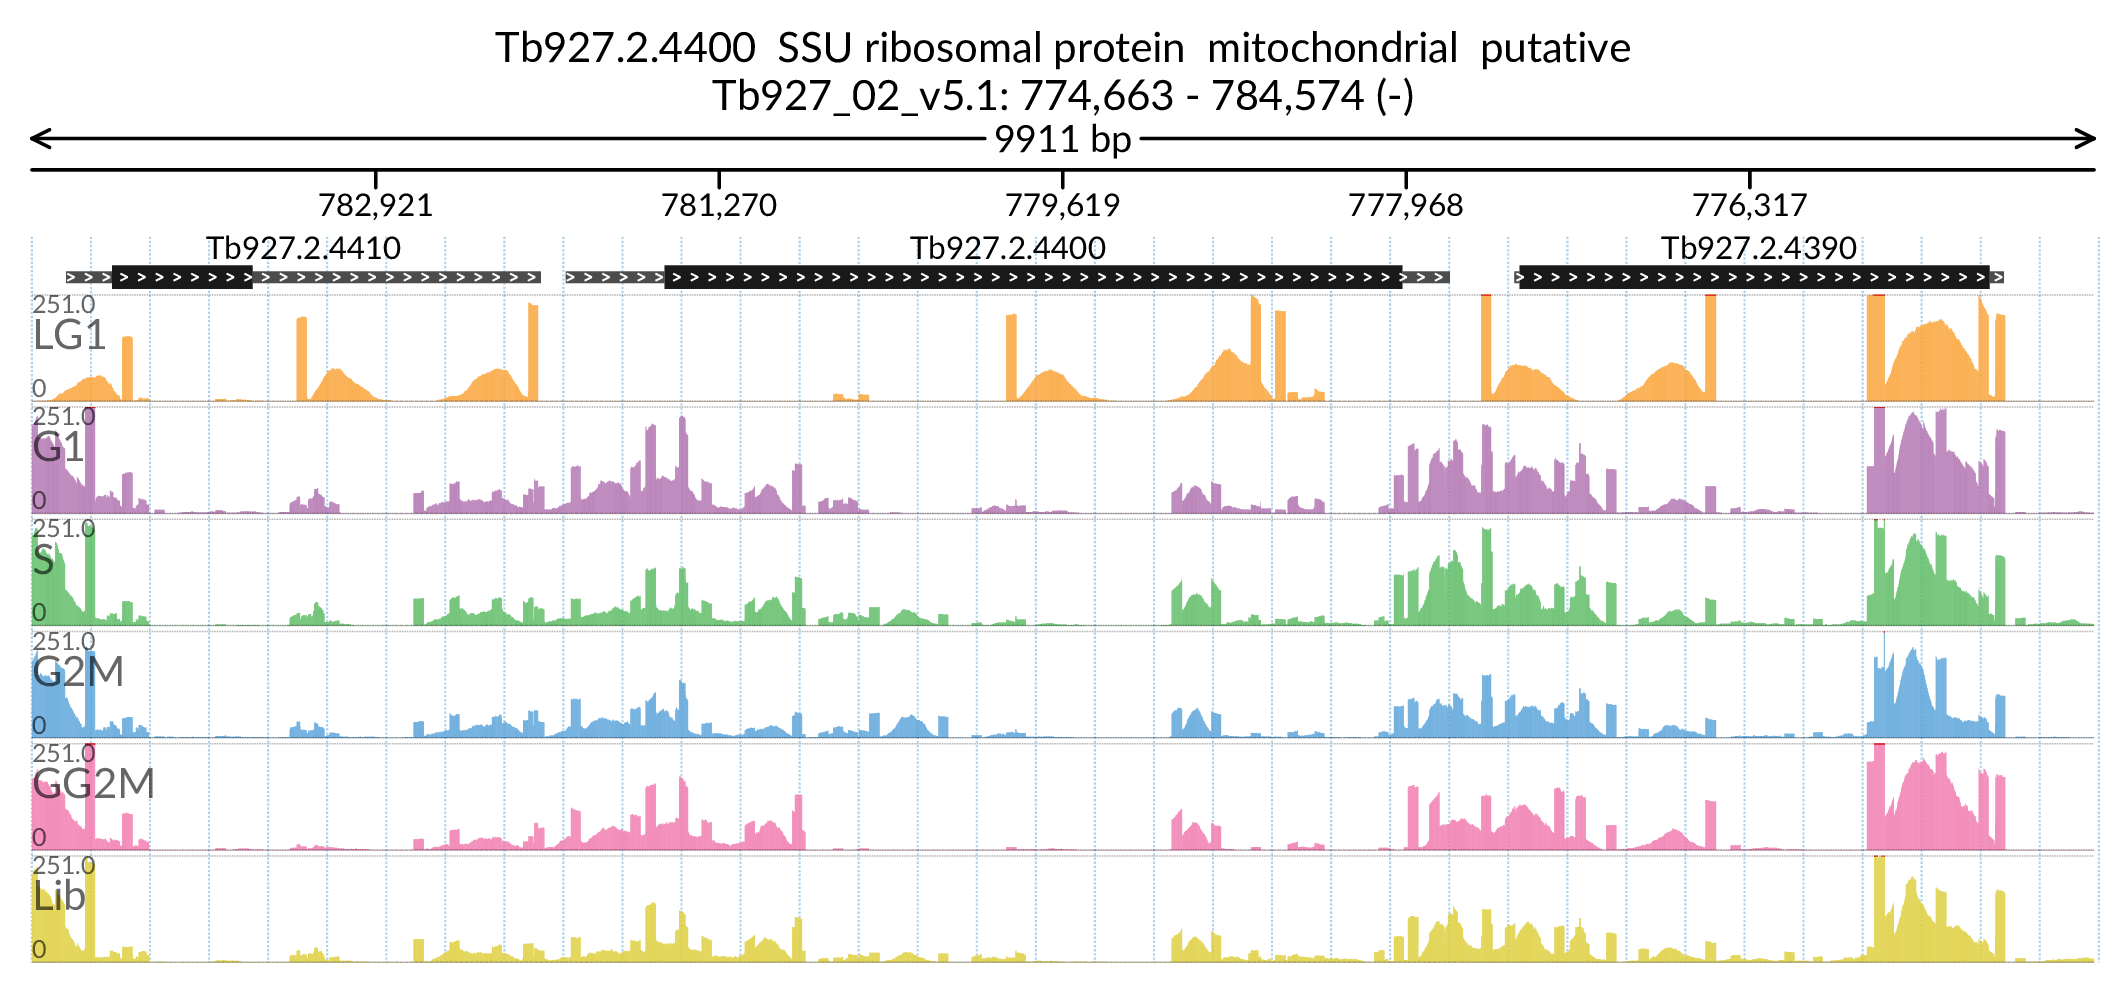 Tb927.2.4400 SSU ribosomal protein mitochondrial putative
Tb927_02_v5.1: 774,663 - 784,574 (-)
9911 bp
782,921 781,270 779,619 777,968 776,317
Tb927.2.4410 Tb927.2.4400 Tb927.2.4390
251.0
LG1
0
251.0
G1
0
251.0
S
0
251.0
G2M
0
251.0
GG2M
0
251.0
Lib
0